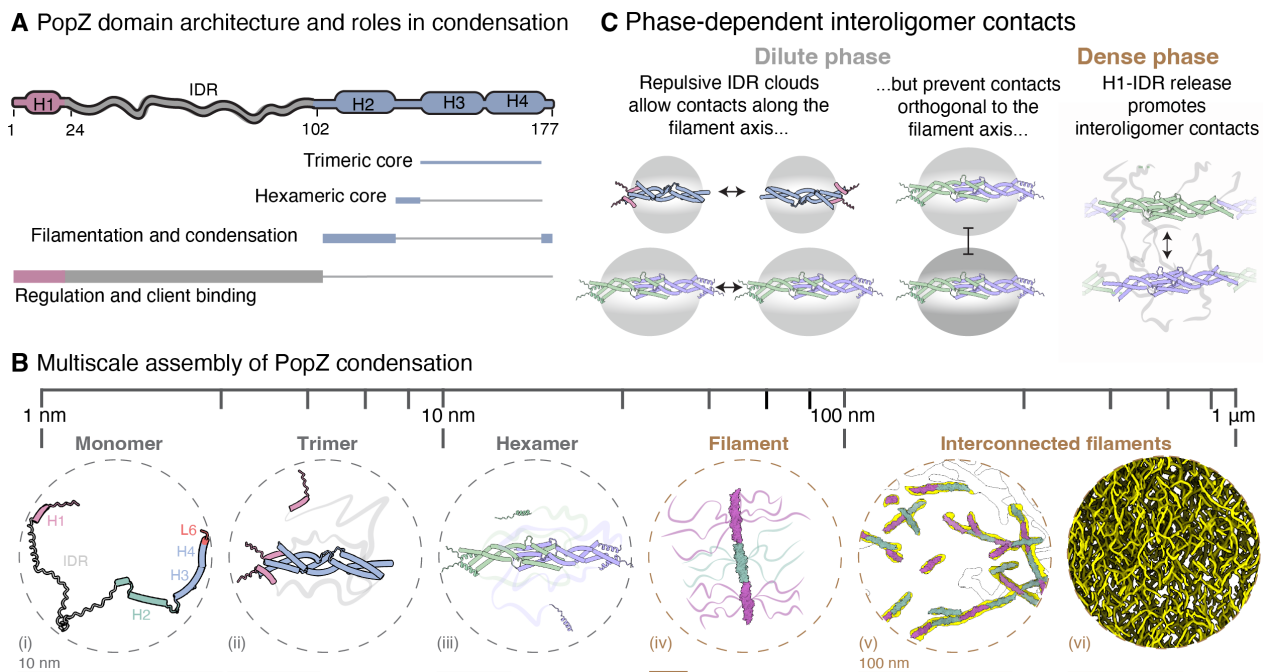 A PopZ domain architecture and roles in condensation
H1
IDR
H2
H3
H4
1
24
102
177
Trimeric core
Hexameric core
Filamentation and condensation
Regulation and client binding
C Phase-dependent interoligomer contacts
Dilute phase
Dense phase
Repulsive IDR clouds
allow contacts along the
filament axis...
...but prevent contacts
orthogonal to the
filament axis...
H1-IDR release
promotes
interoligomer contacts
B Multiscale assembly of PopZ condensation
1 nm
10 nm
100 nm
1 µm
Monomer
Trimer
Hexamer
Filament
Interconnected filaments
H1
IDR
L6
H4
H3
H2
(i)
(ii)
(iii)
(iv)
(v)
(vi)
10 nm
100 nm